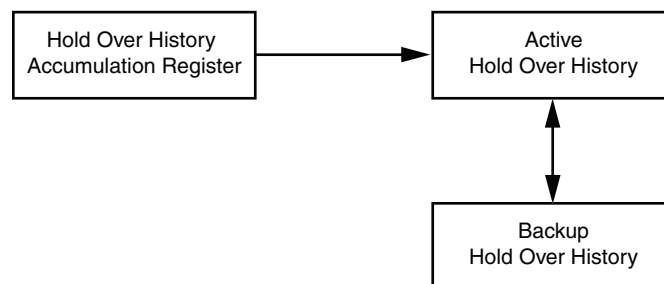 Hold Over History
Accumulation Register
Active
Hold Over History
Backup
Hold Over History